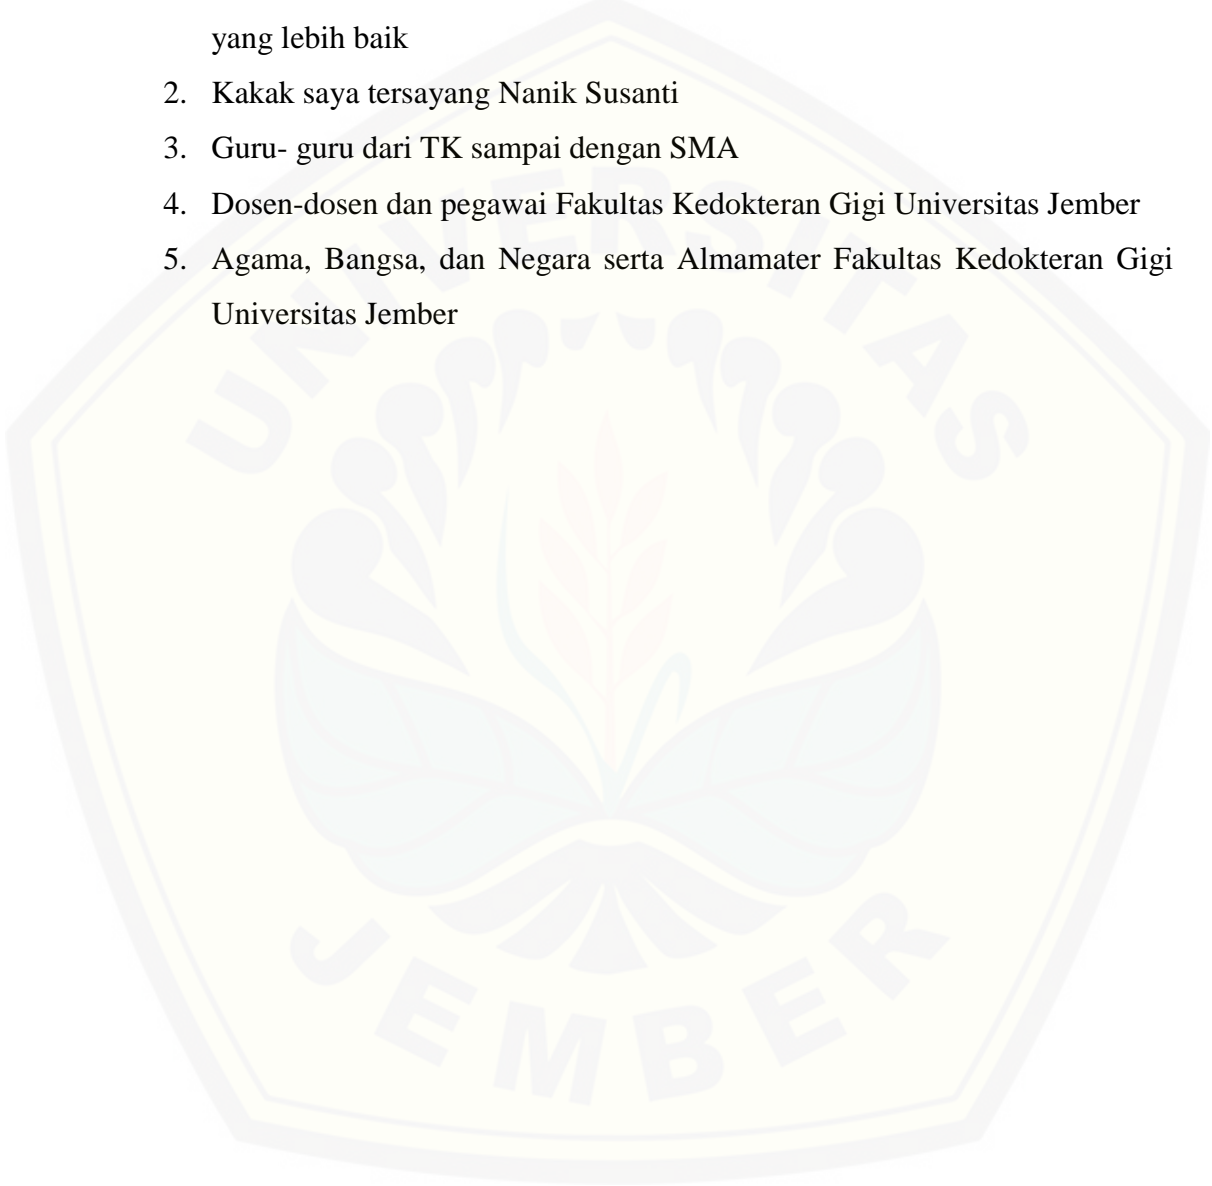 yang lebih baik
2. Kakak saya tersayang Nanik Susanti
3. Guru- guru dari TK sampai dengan SMA
4. Dosen-dosen dan pegawai Fakultas Kedokteran Gigi Universitas Jember
5. Agama, Bangsa, dan Negara serta Almamater Fakultas Kedokteran Gigi
Universitas Jember
UNIVERSITAS
JEMBER